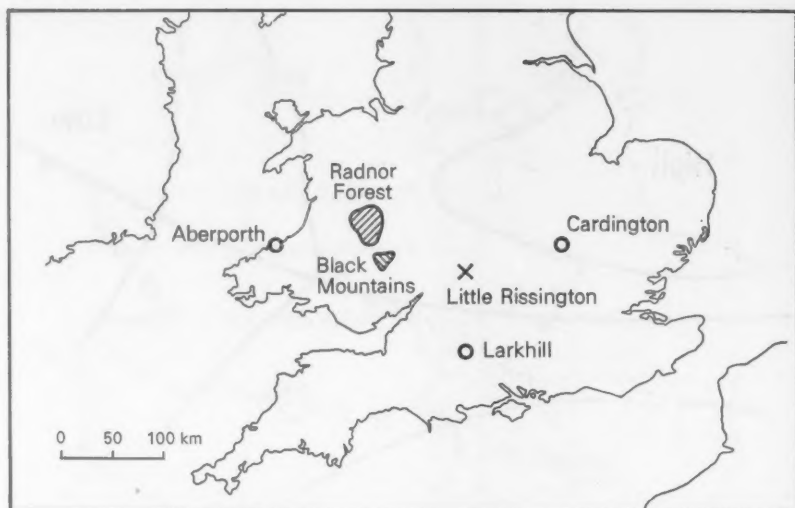 Radnor
Forest
Aberporth
Cardington
Black
Mountains
Little Rissington
Larkhill
0 50 100 km